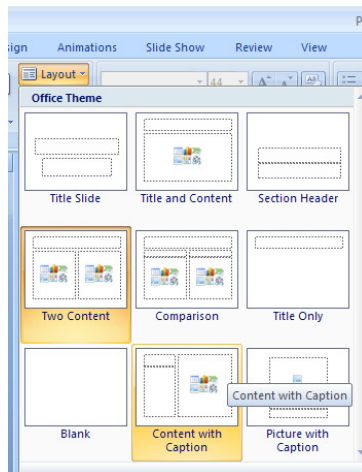 P
sign Animations Slide Show Review View
Layout 44 A A Aa
Office Theme
Title Slide Title and Content Section Header
Two Content Comparison Title Only
Content with Caption
Blank Content with Picture with
Caption Caption